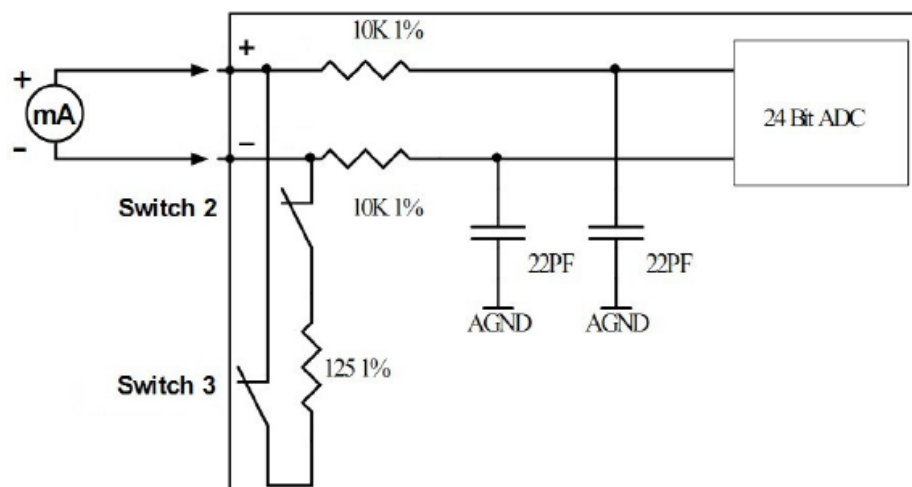 10K 1%
+
+
mA
24 Bit ADC
-
−
Switch 2
10K 1%
22PF
22PF
AGND
AGND
125 1%
Switch 3